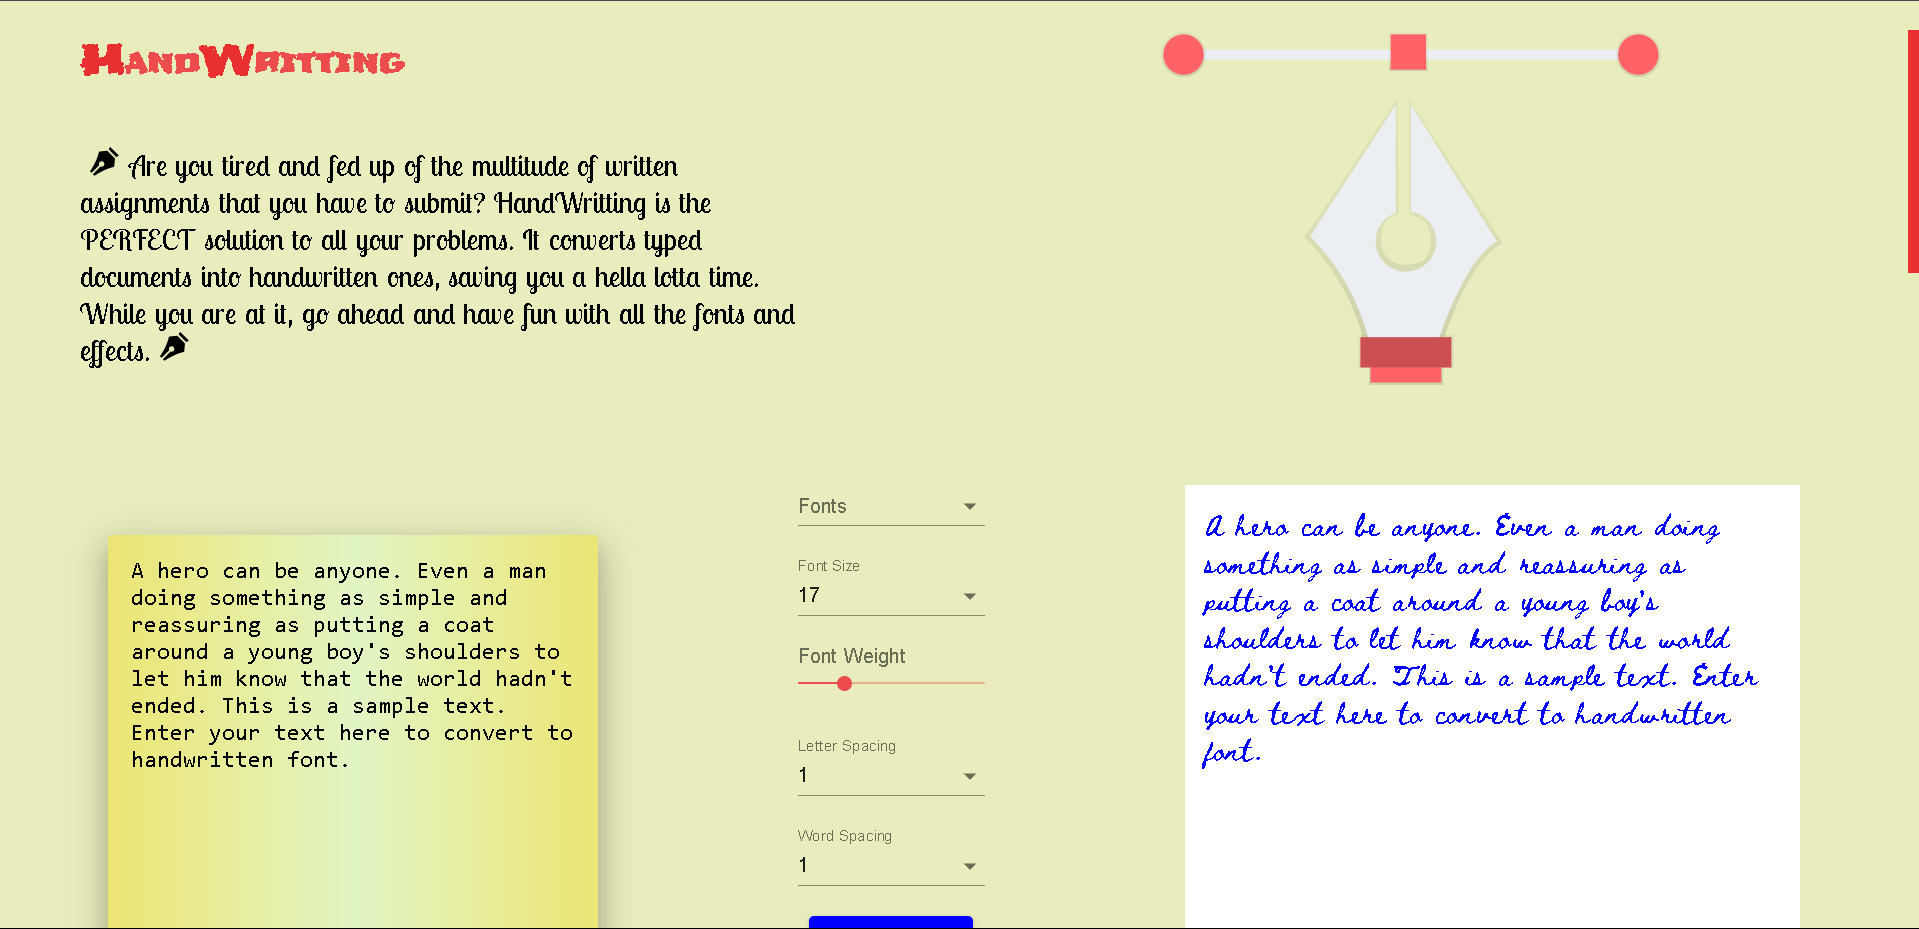 HandWritting
Are you tired and fed up of the multitude of written
assignments that you have to submit? HandWritting is the
PERFECT solution to all your problems. It converts typed
documents into handwritten ones, saving you a hella lotta time.
While you are at it, go ahead and have fun with all the fonts and
effects.
A hero can be anyone. Even a man
doing something as simple and
reassuring as putting a coat
around a young boy's shoulders to
let him know that the world hadn't
ended. This is a sample text.
Enter your text here to convert to
handwritten font.
Fonts
Font Size
17
Font Weight
Letter Spacing
1
Word Spacing
1
A hero can be anyone. Even a man doing
something as simple and reassuring as
putting a coat around a young boy's
shoulders to let him know that the world
hadn't ended. This is a sample text. Enter
your text here to convert to handwritten
font.